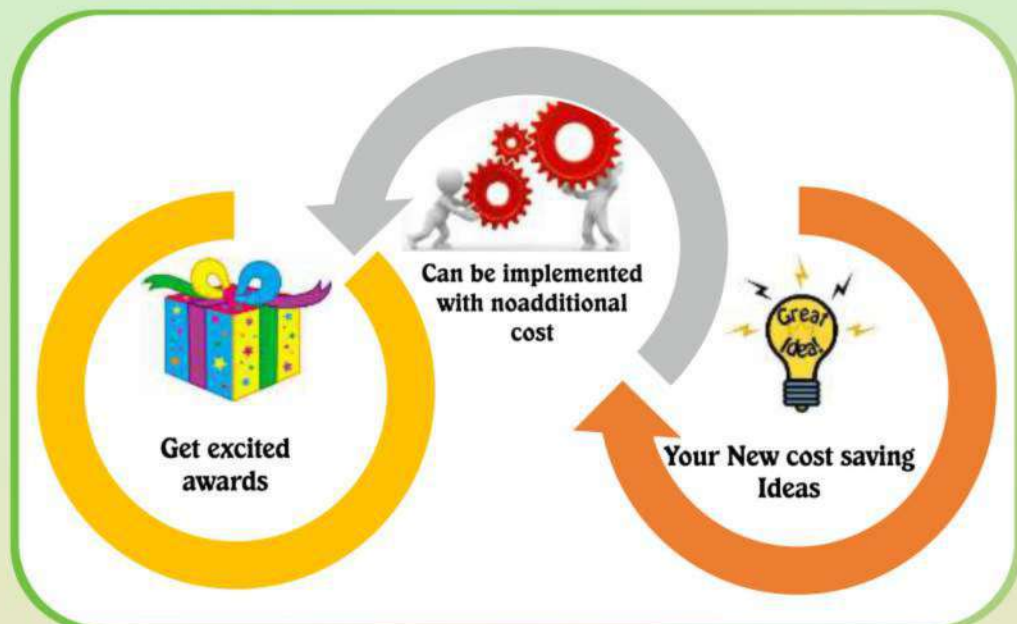 Can be implemented
with noadditional
cost
Get excited
awards
Great
Idea!
Your New cost saving
Ideas